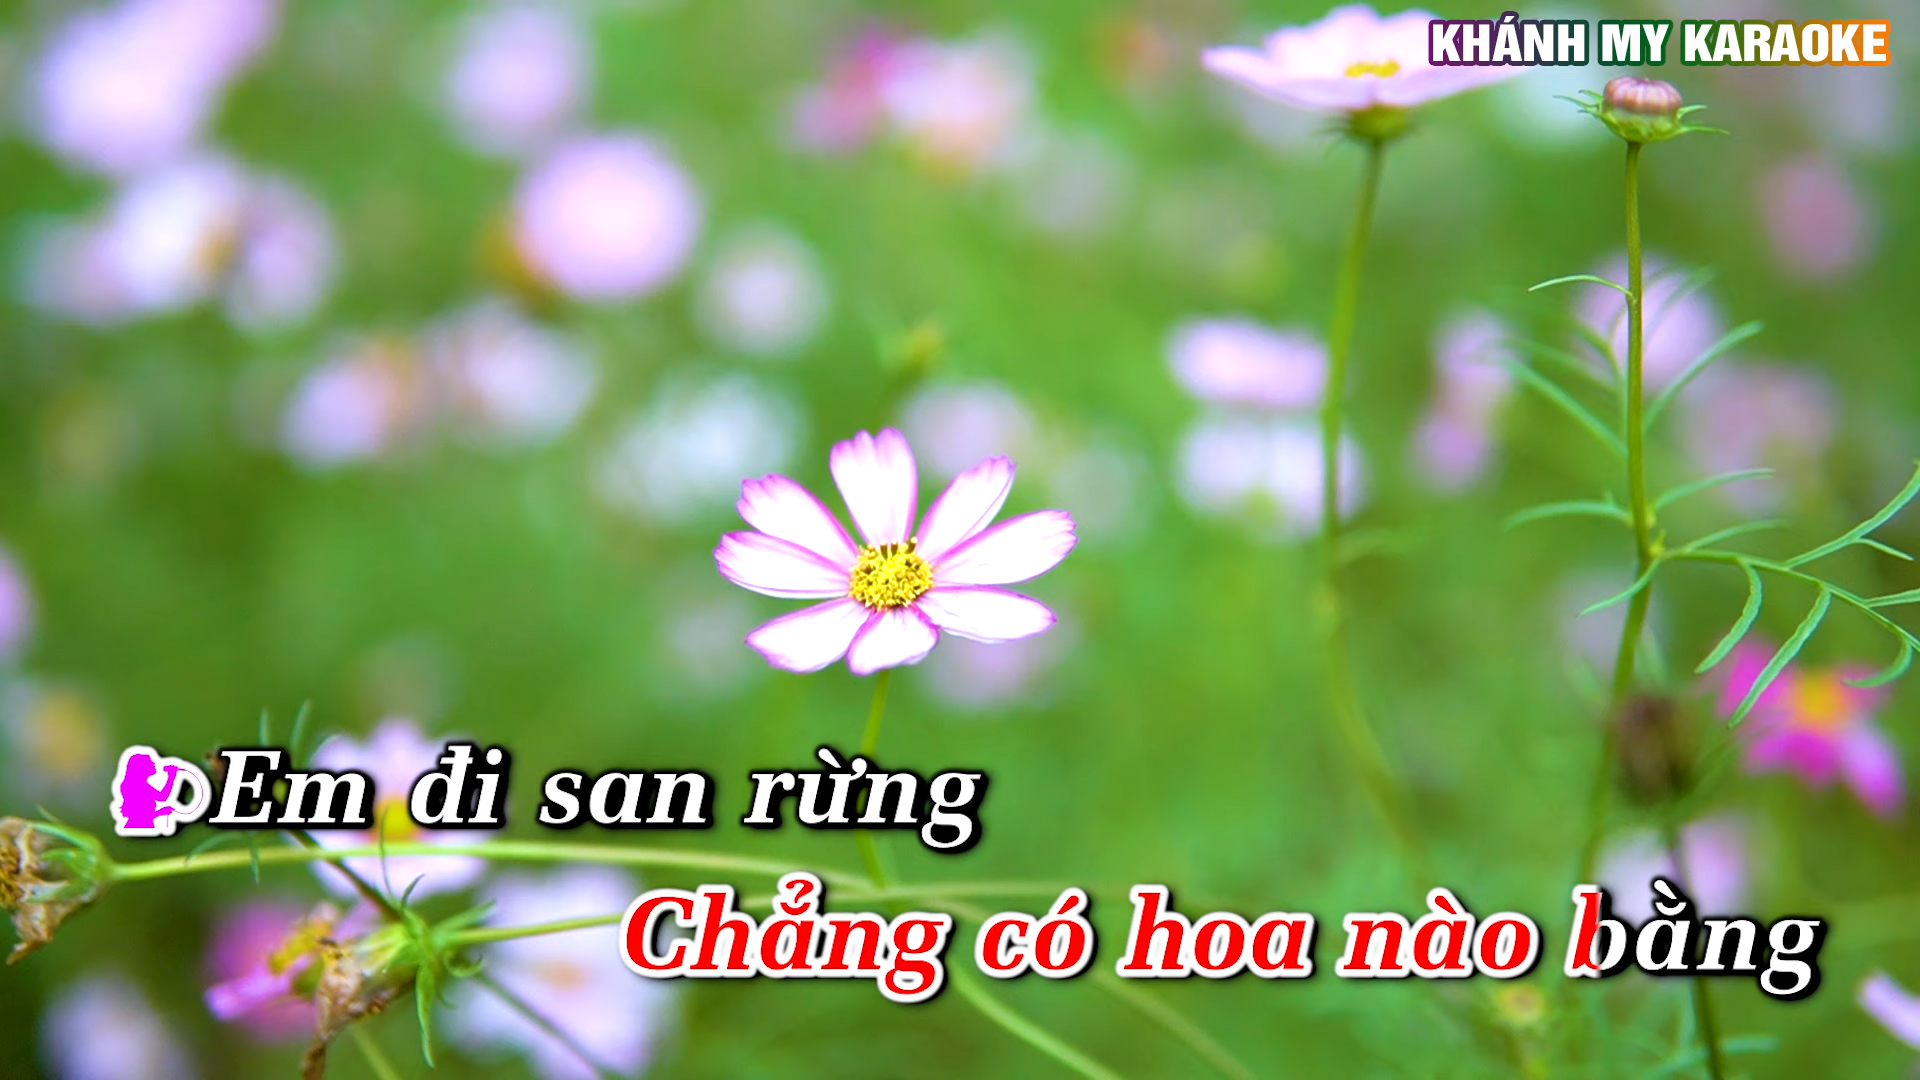 KHÁNH MY KARAOKE
Em đi san rừng
Chẳng có hoa nào bằng